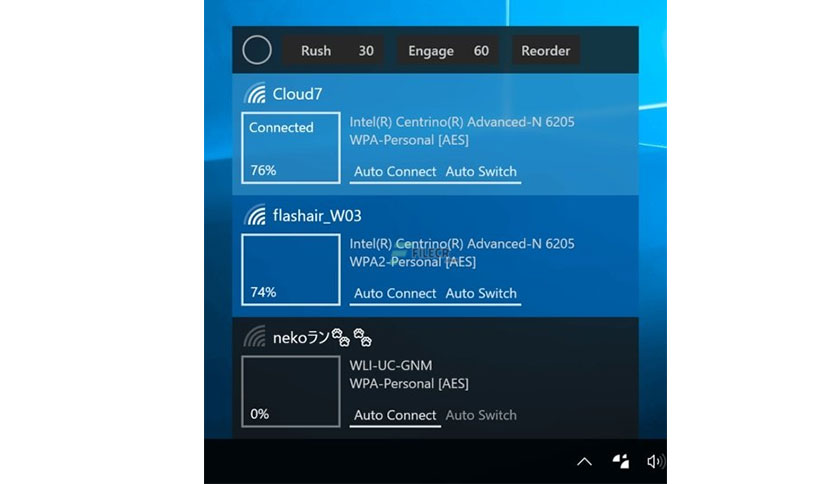 Rush 30 Engage 60 Reorder
Cloud7
Connected
76%
Intel(R) Centrino(R) Advanced-N 6205
WPA-Personal [AES]
Auto Connect Auto Switch
flashair_W03
74%
Intel(R) Centrino(R) Advanced-N 6205
WPA2-Personal [AES]
Auto Connect Auto Switch
nekoラン🐾🐾
0%
WLI-UC-GNM
WPA-Personal [AES]
Auto Connect Auto Switch